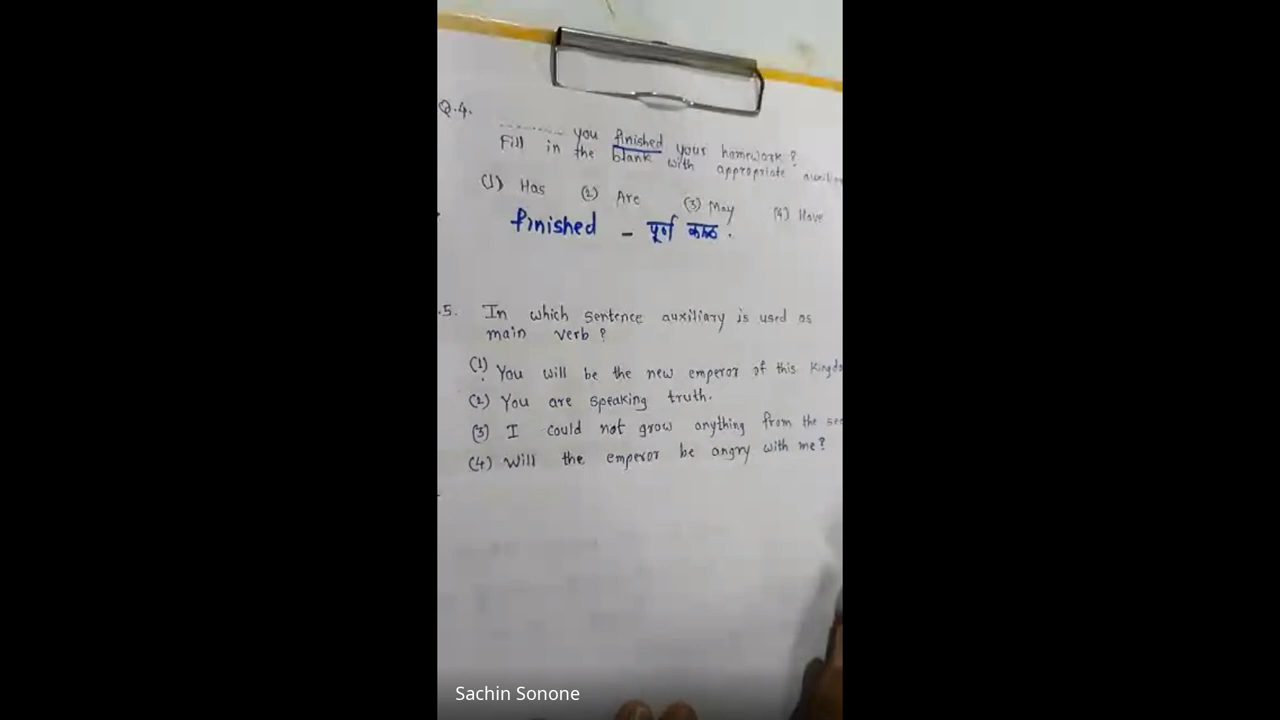 Q.4.
............ you finished your homework?
Fill in the blank with appropriate
(1) Has (2) Are (3) May (4) Have
finished - पूर्ण काळ.
.5. In which sentence auxiliary is used as
main verb?
(1) You will be the new emperor of this
(2) You are speaking truth.
(3) I could not grow anything from the
(4) Will the emperor be angry with me?
Sachin Sonone